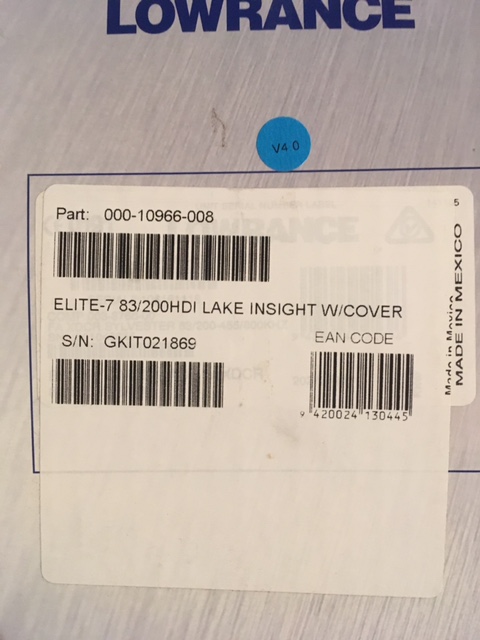 LOWRANCE
V4.0
Part: 000-10966-008
ELITE-7 83/200HDI LAKE INSIGHT W/COVER
S/N: GKIT021869
EAN CODE
9 420024 130445
5
Made in Mexico
MADE IN MEXICO
LOWRANCE